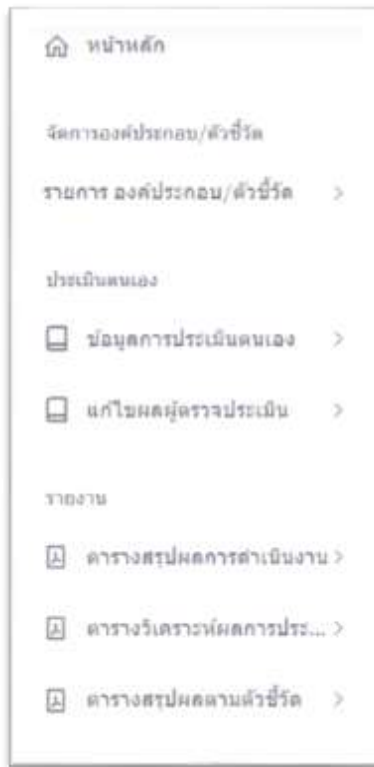 หน้าหลัก
จัดการองค์ประกอบ/ตัวชี้วัด
รายการ องค์ประกอบ/ตัวชี้วัด
ประเมินตนเอง
ข้อมูลการประเมินตนเอง
แก้ไขผลผู้ตรวจประเมิน
รายงาน
ตารางสรุปผลการดำเนินงาน
ตารางวิเคราะห์ผลการประ...
ตารางสรุปผลตามตัวชี้วัด